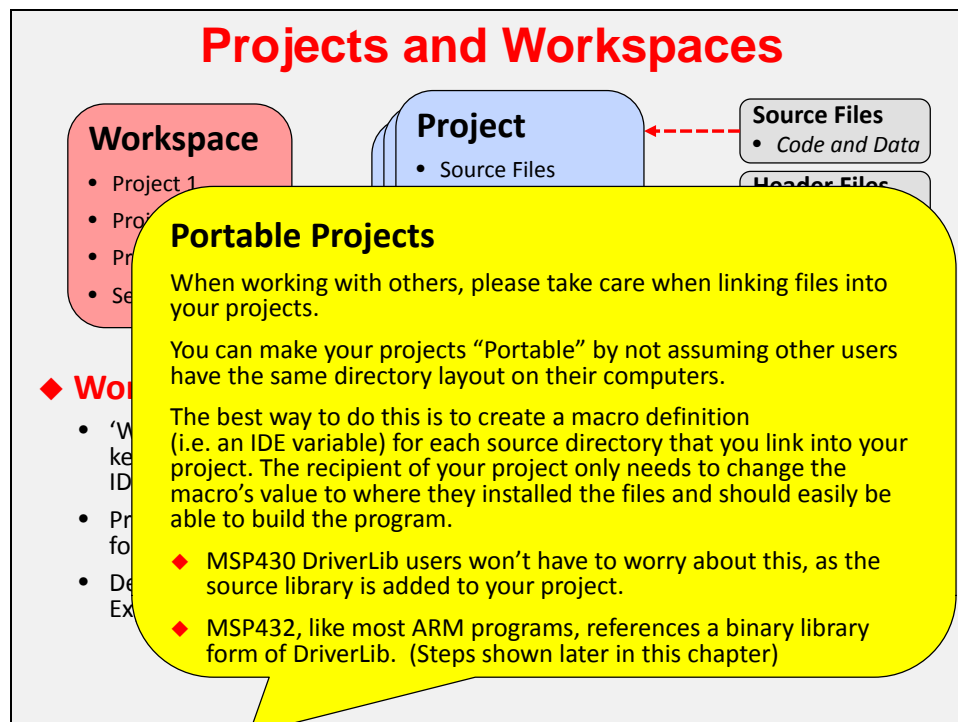 Projects and Workspaces
Workspace
• Project 1
•
•
•
Project
• Source Files
Source Files
• Code and Data
Header Files
Portable Projects
When working with others, please take care when linking files into
your projects.
You can make your projects “Portable” by not assuming other users
have the same directory layout on their computers.
The best way to do this is to create a macro definition
(i.e. an IDE variable) for each source directory that you link into your
project. The recipient of your project only needs to change the
macro’s value to where they installed the files and should easily be
able to build the program.
◆ MSP430 DriverLib users won’t have to worry about this, as the
source library is added to your project.
◆ MSP432, like most ARM programs, references a binary library
form of DriverLib. (Steps shown later in this chapter)